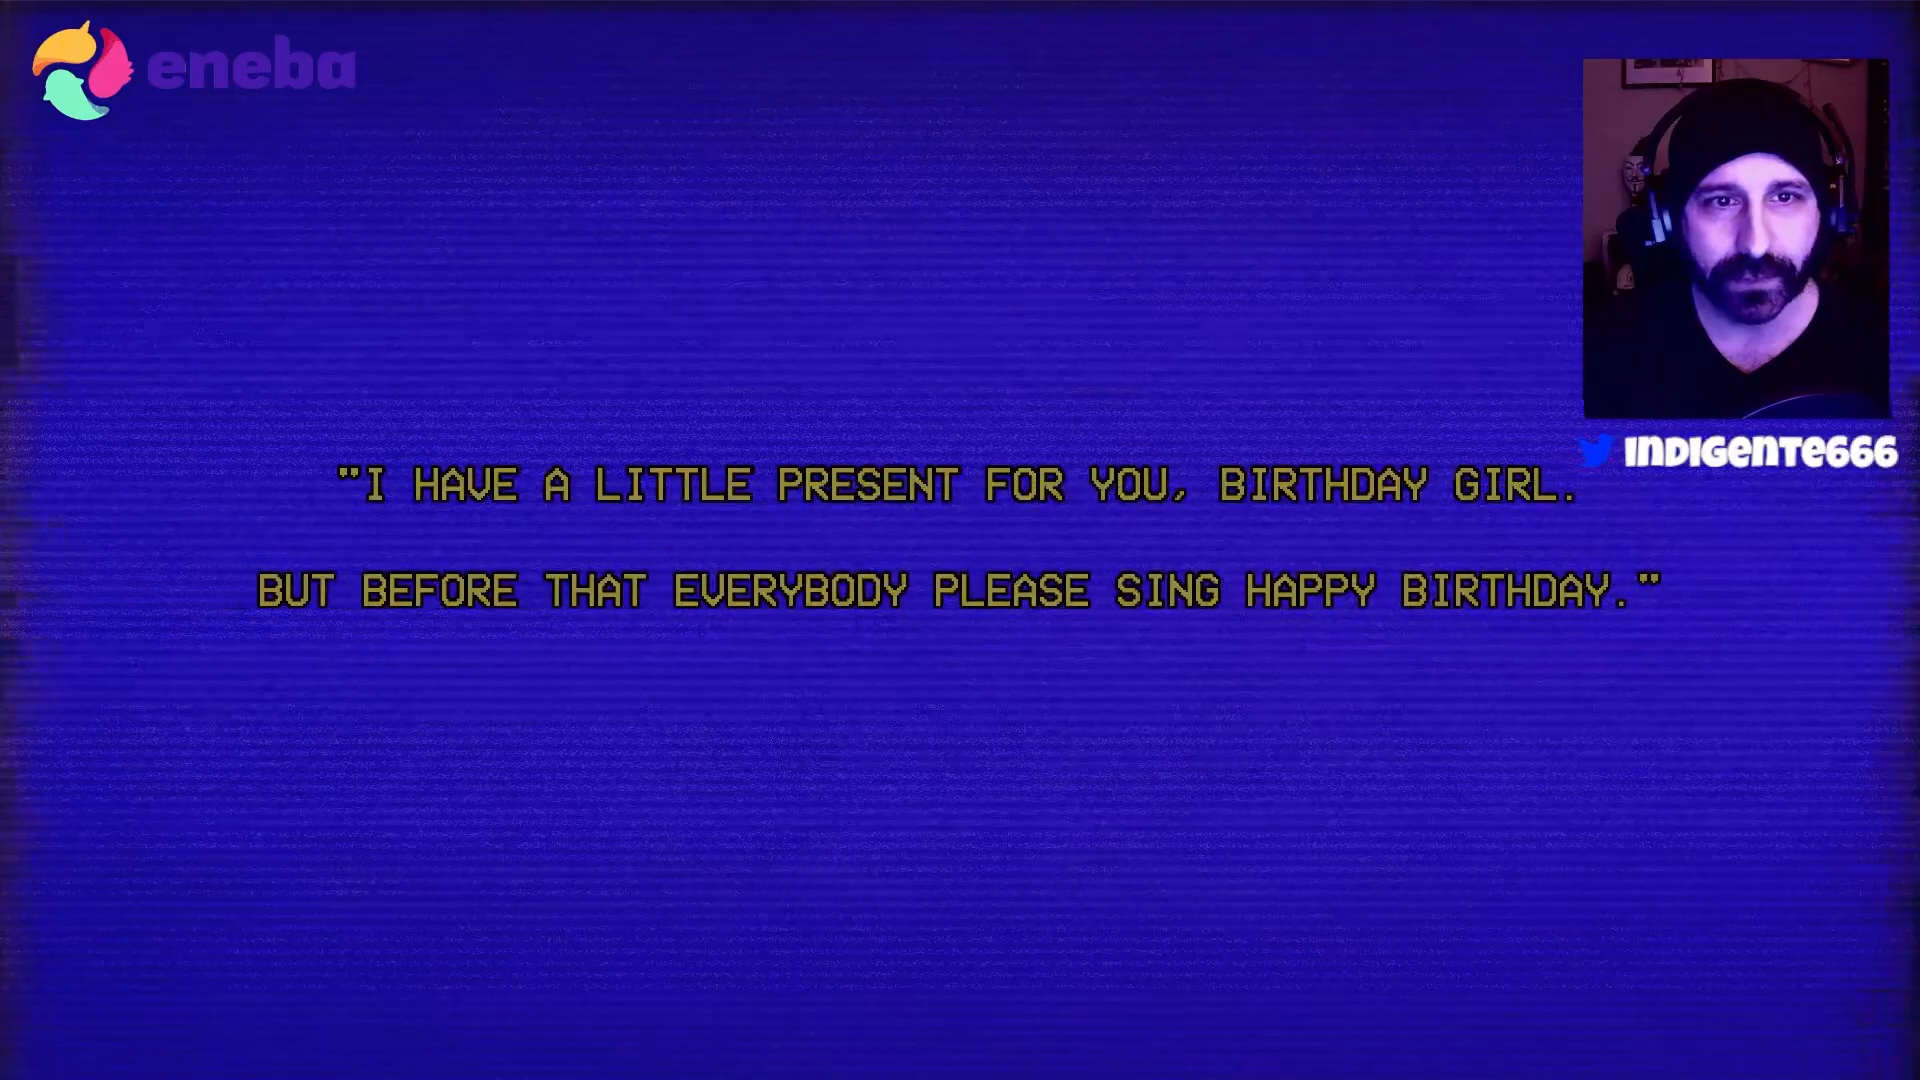 eneba
INDIGENTE666
"I HAVE A LITTLE PRESENT FOR YOU, BIRTHDAY GIRL.
BUT BEFORE THAT EVERYBODY PLEASE SING HAPPY BIRTHDAY."